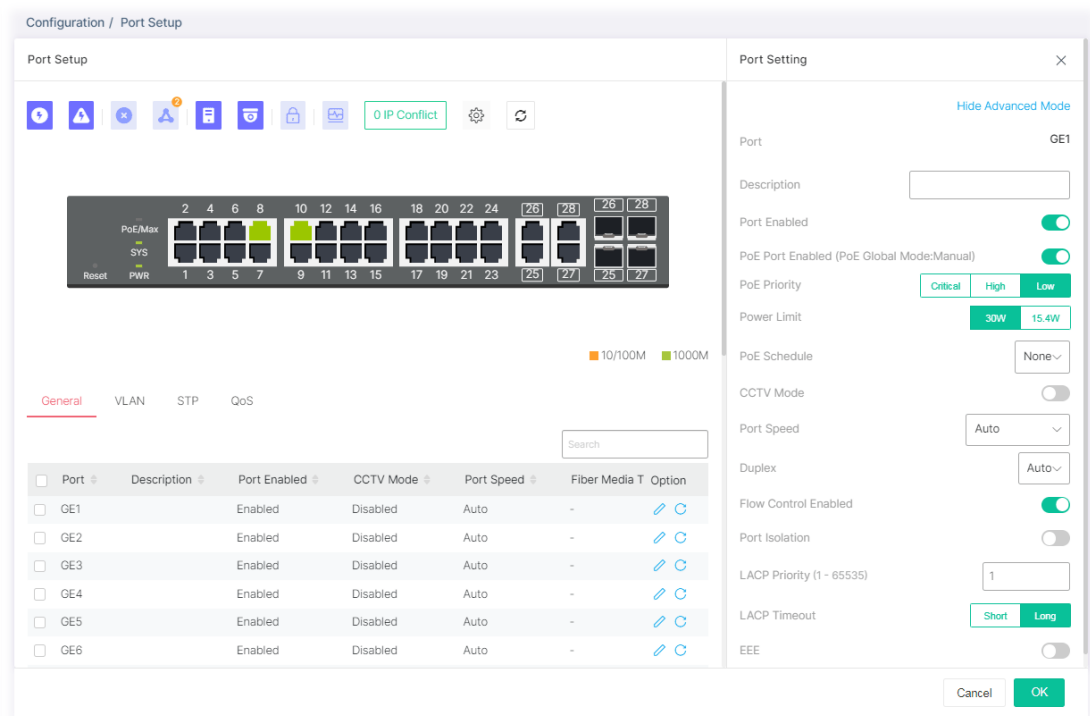 Configuration / Port Setup
Port Setup
2
0 IP Conflict
2 4 6 8 10 12 14 16 18 20 22 24 26 28 26 28
PoE/Max
SYS
Reset PWR 1 3 5 7 9 11 13 15 17 19 21 23 25 27 25 27
10/100M 1000M
General VLAN STP QoS
Search
Port Description Port Enabled CCTV Mode Port Speed Fiber Media T Option
GE1 Enabled Disabled Auto -
GE2 Enabled Disabled Auto -
GE3 Enabled Disabled Auto -
GE4 Enabled Disabled Auto -
GE5 Enabled Disabled Auto -
GE6 Enabled Disabled Auto -
Port Setting
Hide Advanced Mode
Port GE1
Description
Port Enabled
PoE Port Enabled (PoE Global Mode:Manual)
PoE Priority Critical High Low
Power Limit 30W 15.4W
PoE Schedule None
CCTV Mode
Port Speed Auto
Duplex Auto
Flow Control Enabled
Port Isolation
LACP Priority (1 - 65535) 1
LACP Timeout Short Long
EEE
Cancel OK